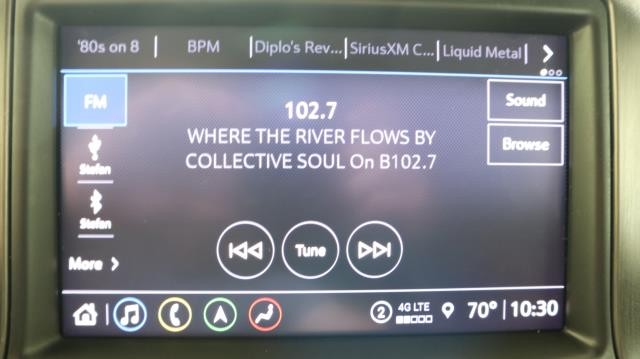 '80s on 8 BPM Diplo's Rev... SiriusXM C... Liquid Metal
FM
102.7
Sound
WHERE THE RIVER FLOWS BY
COLLECTIVE SOUL On B102.7
Browse
Stefan
Stefan
More
Tune
2 4G LTE 70° 10:30